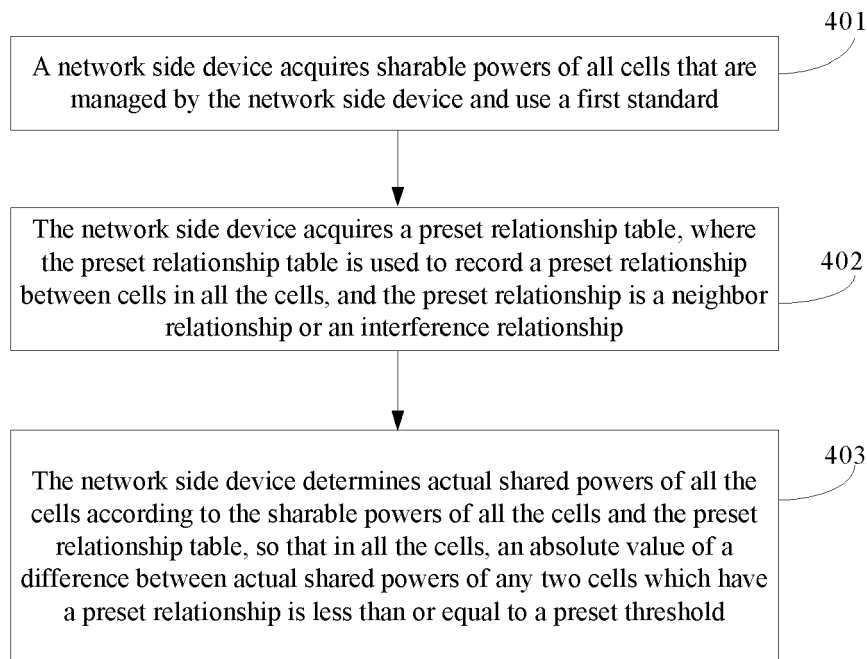 401
A network side device acquires sharable powers of all cells that are
managed by the network side device and use a first standard
The network side device acquires a preset relationship table, where
the preset relationship table is used to record a preset relationship
between cells in all the cells, and the preset relationship is a neighbor
relationship or an interference relationship
402
403
The network side device determines actual shared powers of all the
cells according to the sharable powers of all the cells and the preset
relationship table, so that in all the cells, an absolute value of a
difference between actual shared powers of any two cells which have
a preset relationship is less than or equal to a preset threshold